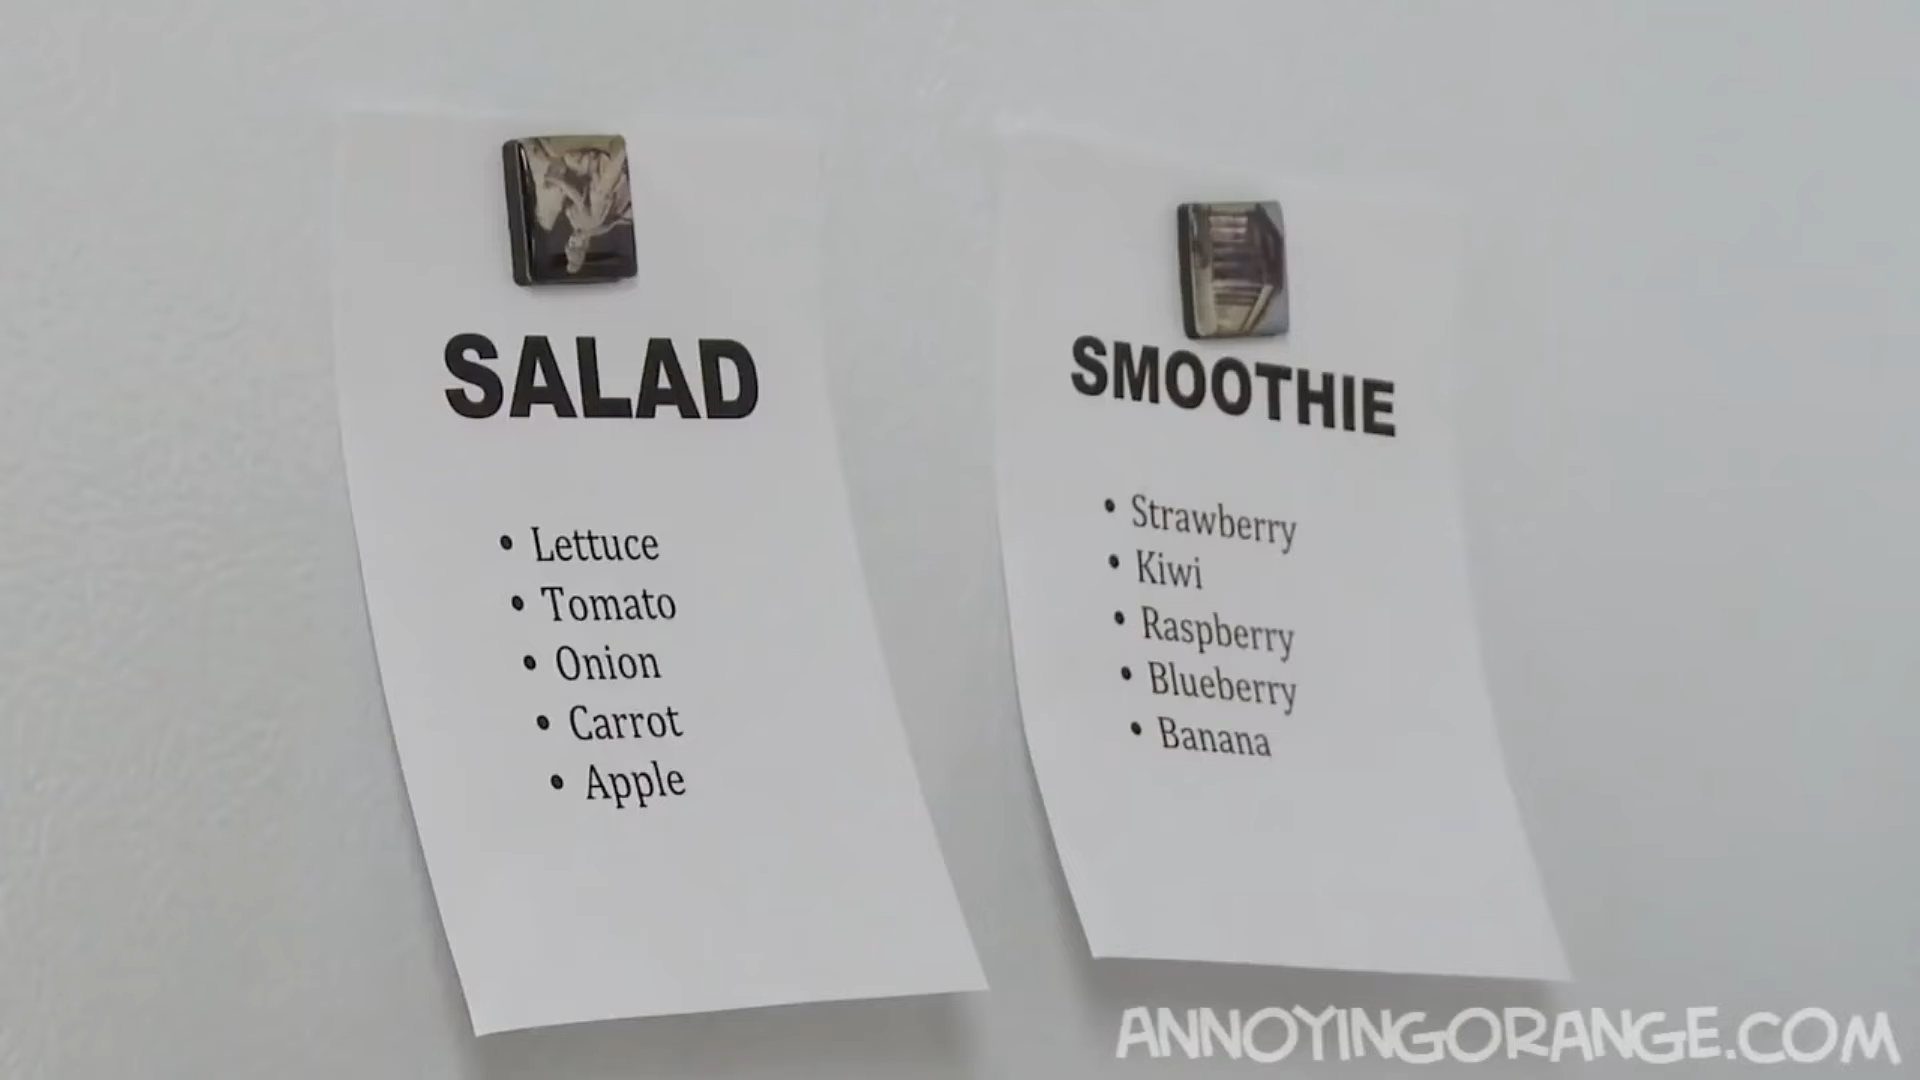 SALAD
• Lettuce
• Tomato
• Onion
• Carrot
• Apple
SMOOTHIE
• Strawberry
• Kiwi
• Raspberry
• Blueberry
• Banana
ANNOYINGORANGE.COM